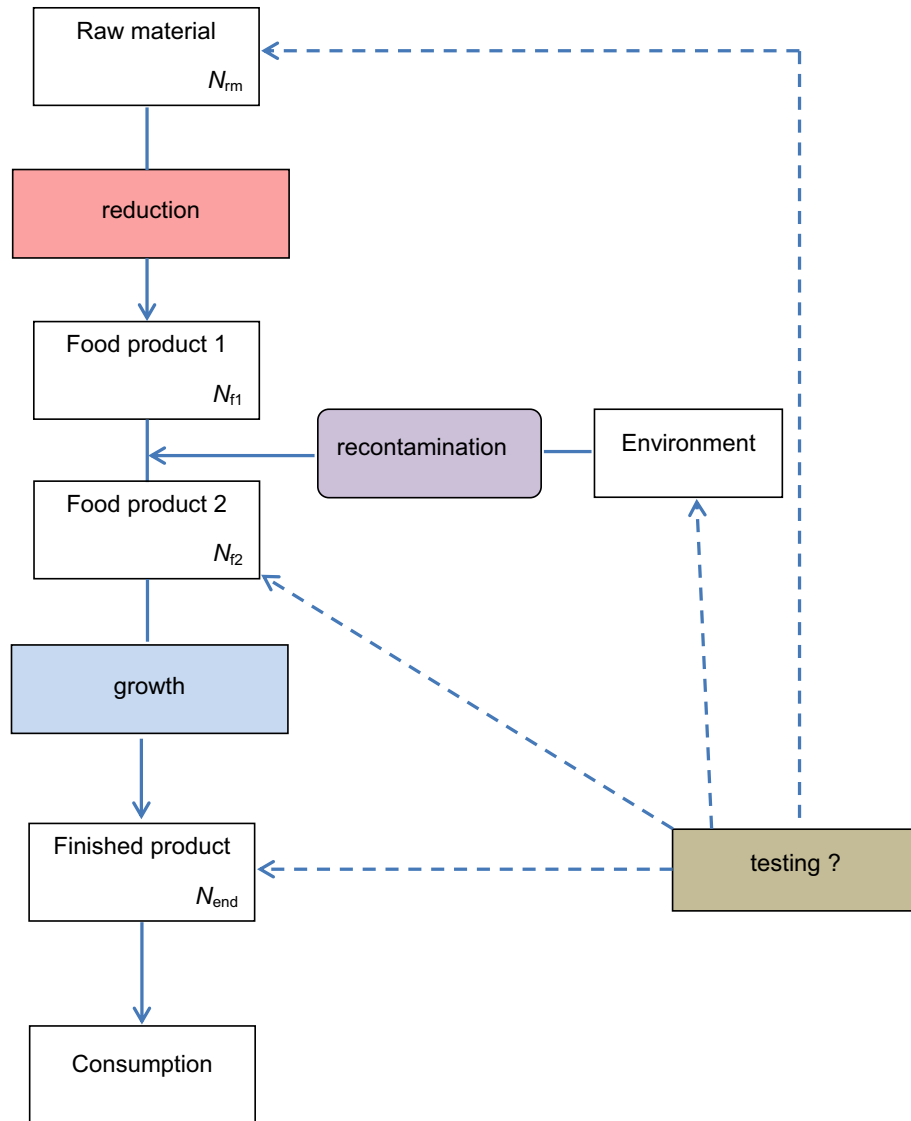 Raw material
Nrm
reduction
Food product 1
Nf1
recontamination
Environment
Food product 2
Nf2
growth
Finished product
Nend
testing ?
Consumption